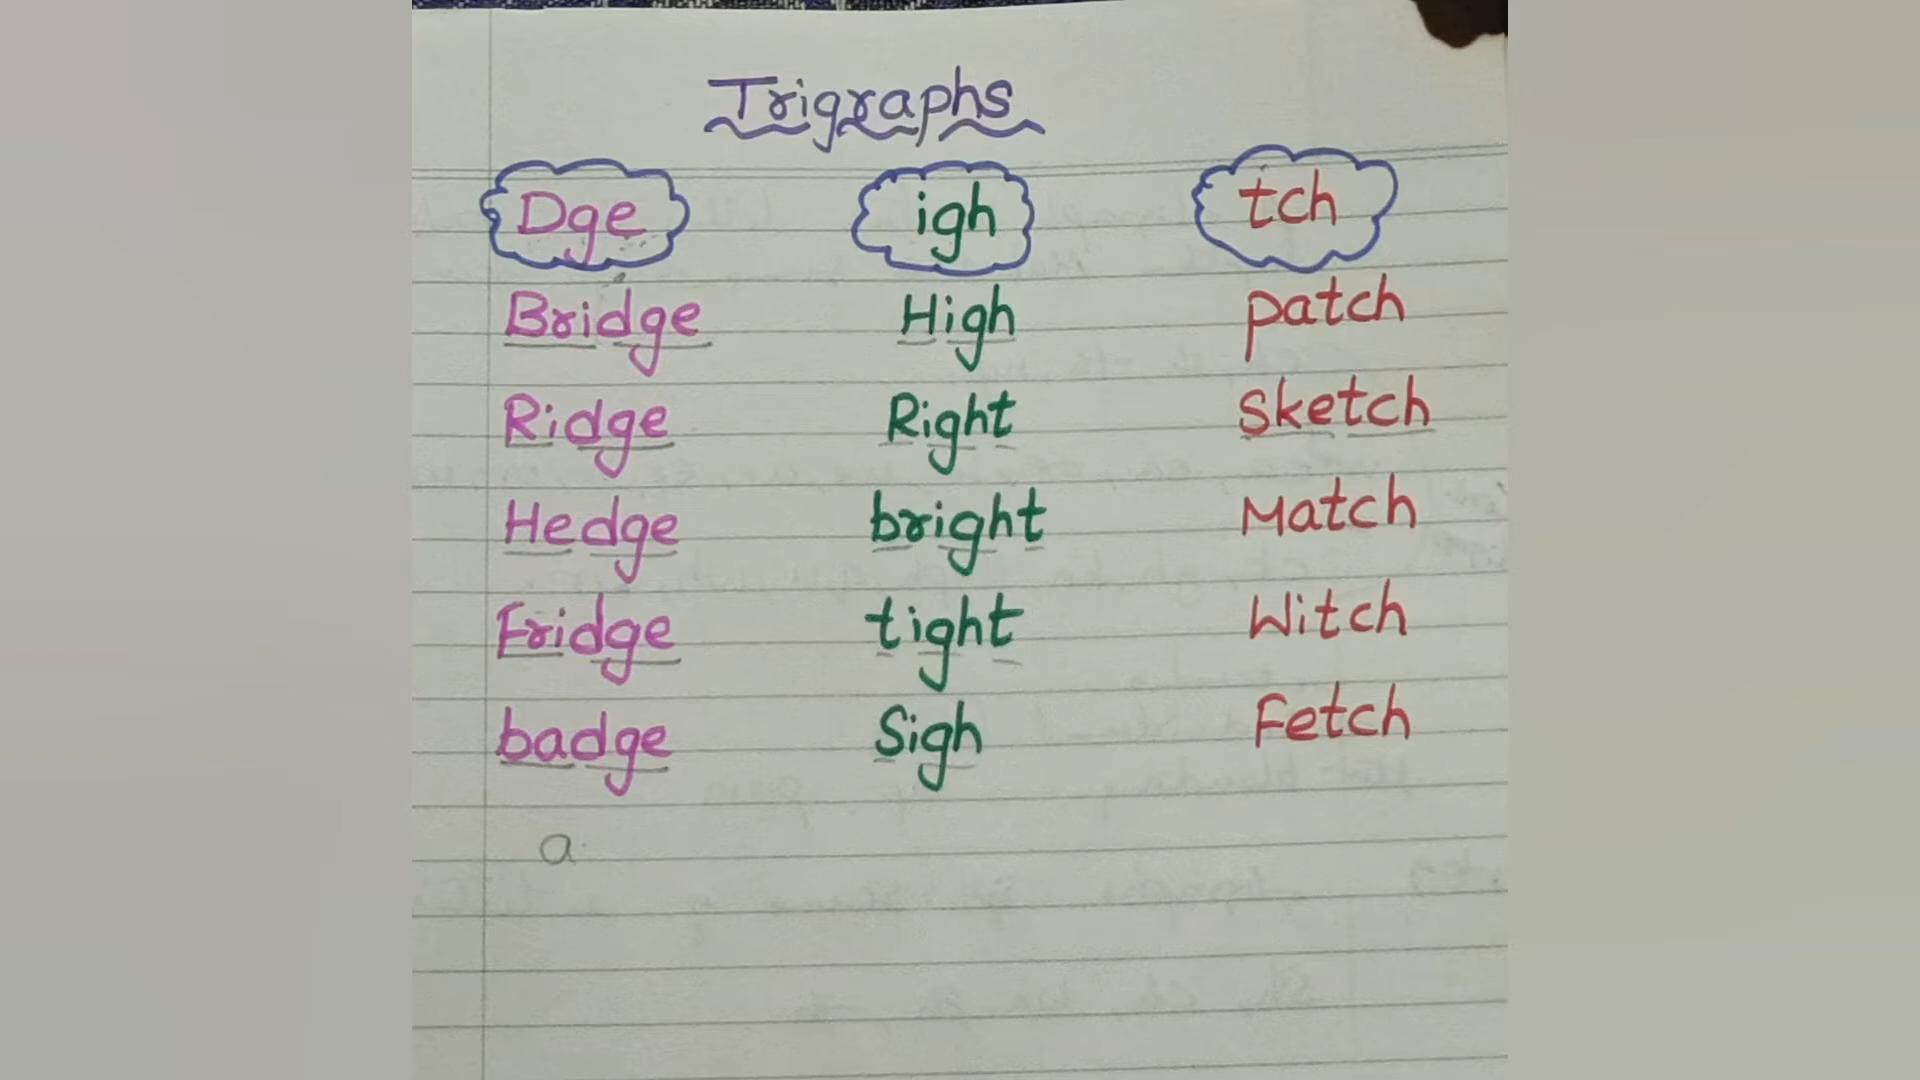 Trigraphs
Dge igh tch
Bridge High patch
Ridge Right Sketch
Hedge bright Match
Fridge tight Witch
badge Sigh Fetch
a